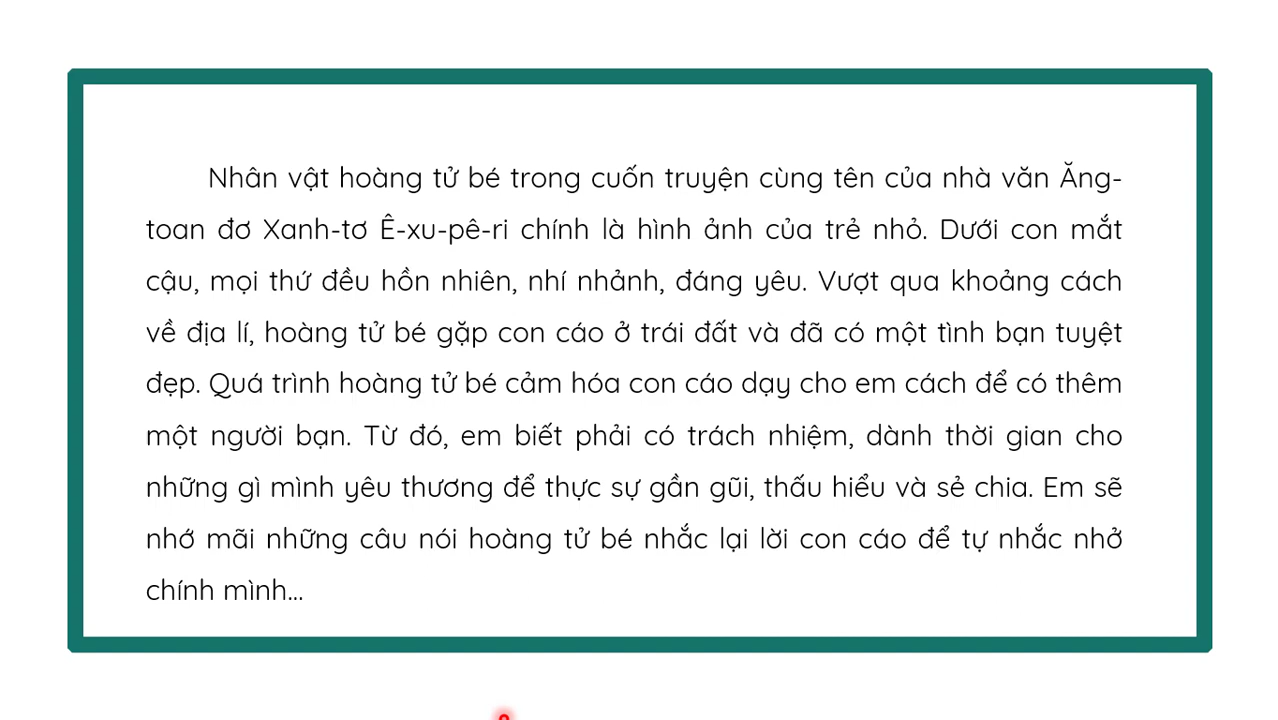 Nhân vật hoàng tử bé trong cuốn truyện cùng tên của nhà văn Ăng-
toan đơ Xanh-tơ Ê-xu-pê-ri chính là hình ảnh của trẻ nhỏ. Dưới con mắt
cậu, mọi thứ đều hồn nhiên, nhí nhảnh, đáng yêu. Vượt qua khoảng cách
về địa lí, hoàng tử bé gặp con cáo ở trái đất và đã có một tình bạn tuyệt
đẹp. Quá trình hoàng tử bé cảm hóa con cáo dạy cho em cách để có thêm
một người bạn. Từ đó, em biết phải có trách nhiệm, dành thời gian cho
những gì mình yêu thương để thực sự gần gũi, thấu hiểu và sẻ chia. Em sẽ
nhớ mãi những câu nói hoàng tử bé nhắc lại lời con cáo để tự nhắc nhở
chính mình...